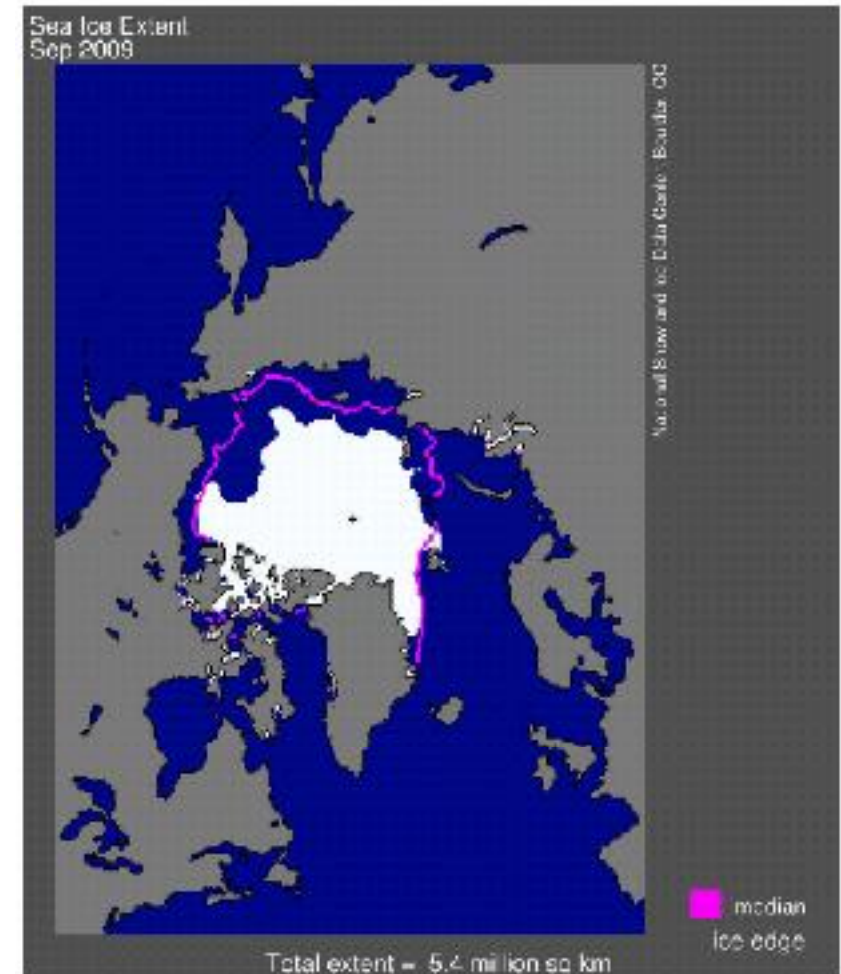 Sea Ice Extent
Sep 2009
National Snow and Ice Data Center, Boulder, CO
median
ice edge
Total extent = 5.4 million sq km